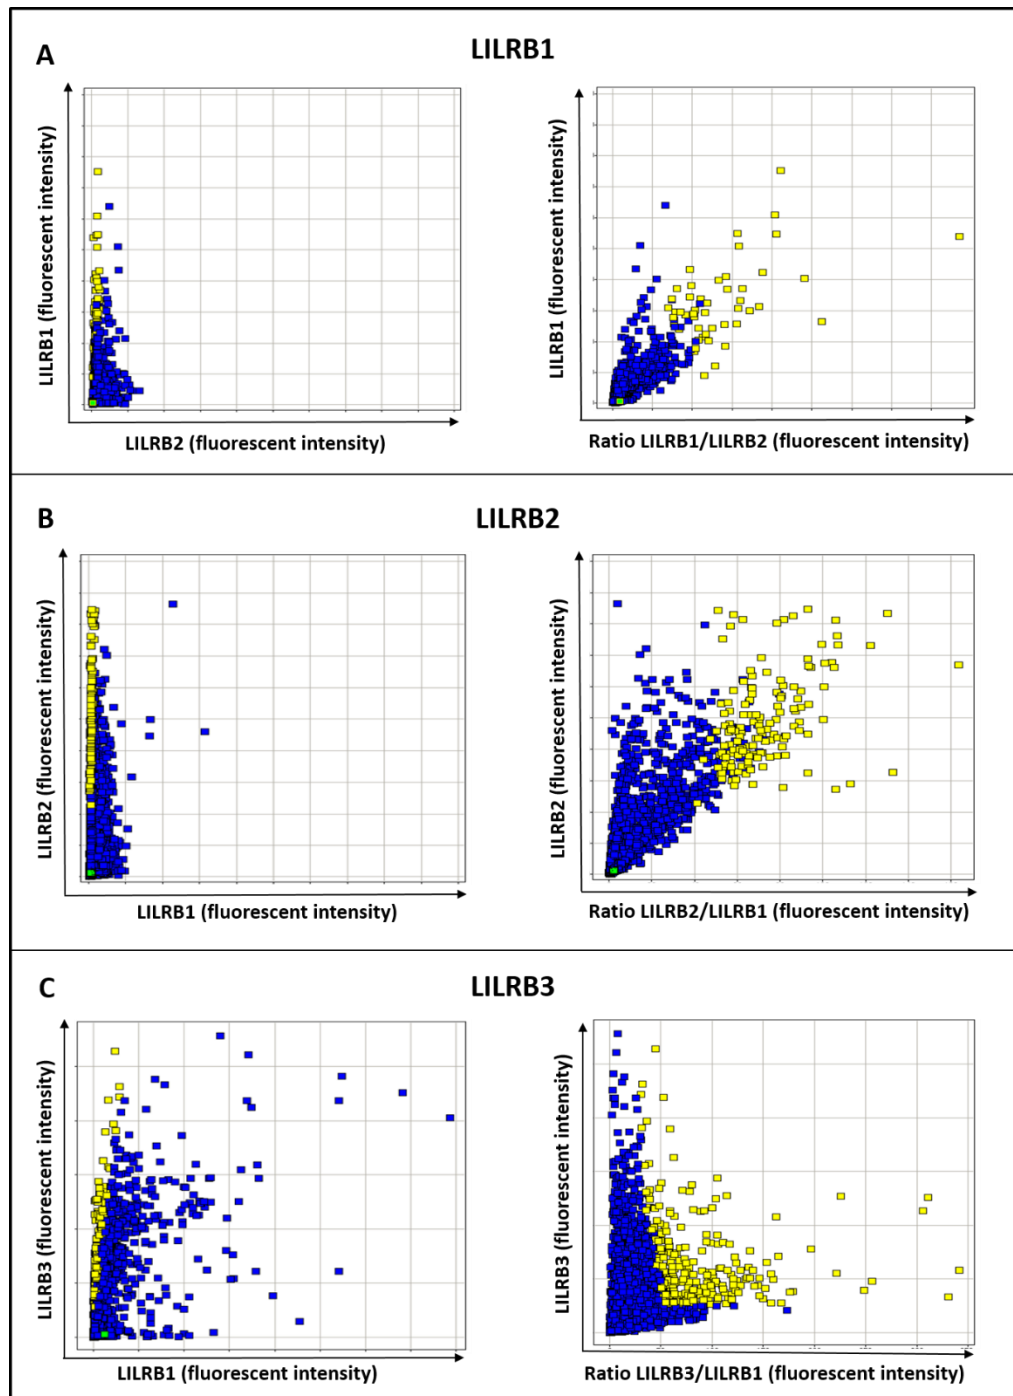 A
LILRB1
LILRB1 (fluorescent intensity)
LILRB2 (fluorescent intensity)
LILRB1 (fluorescent intensity)
Ratio LILRB1/LILRB2 (fluorescent intensity)
B
LILRB2
LILRB2 (fluorescent intensity)
LILRB1 (fluorescent intensity)
LILRB2 (fluorescent intensity)
Ratio LILRB2/LILRB1 (fluorescent intensity)
C
LILRB3
LILRB3 (fluorescent intensity)
LILRB1 (fluorescent intensity)
LILRB3 (fluorescent intensity)
Ratio LILRB3/LILRB1 (fluorescent intensity)